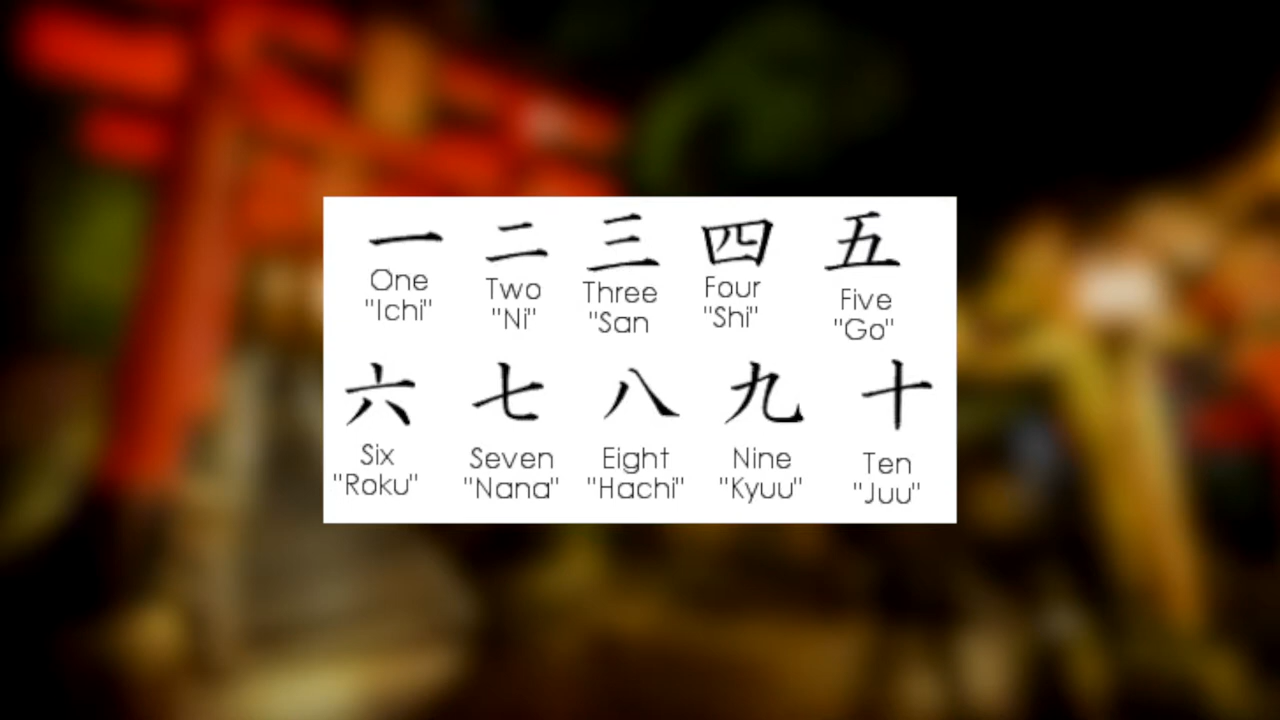 一 二 三 四 五
One Two Three Four Five
"Ichi" "Ni" "San "Shi" "Go"
六 七 八 九 十
Six Seven Eight Nine Ten
"Roku" "Nana" "Hachi" "Kyuu" "Juu"